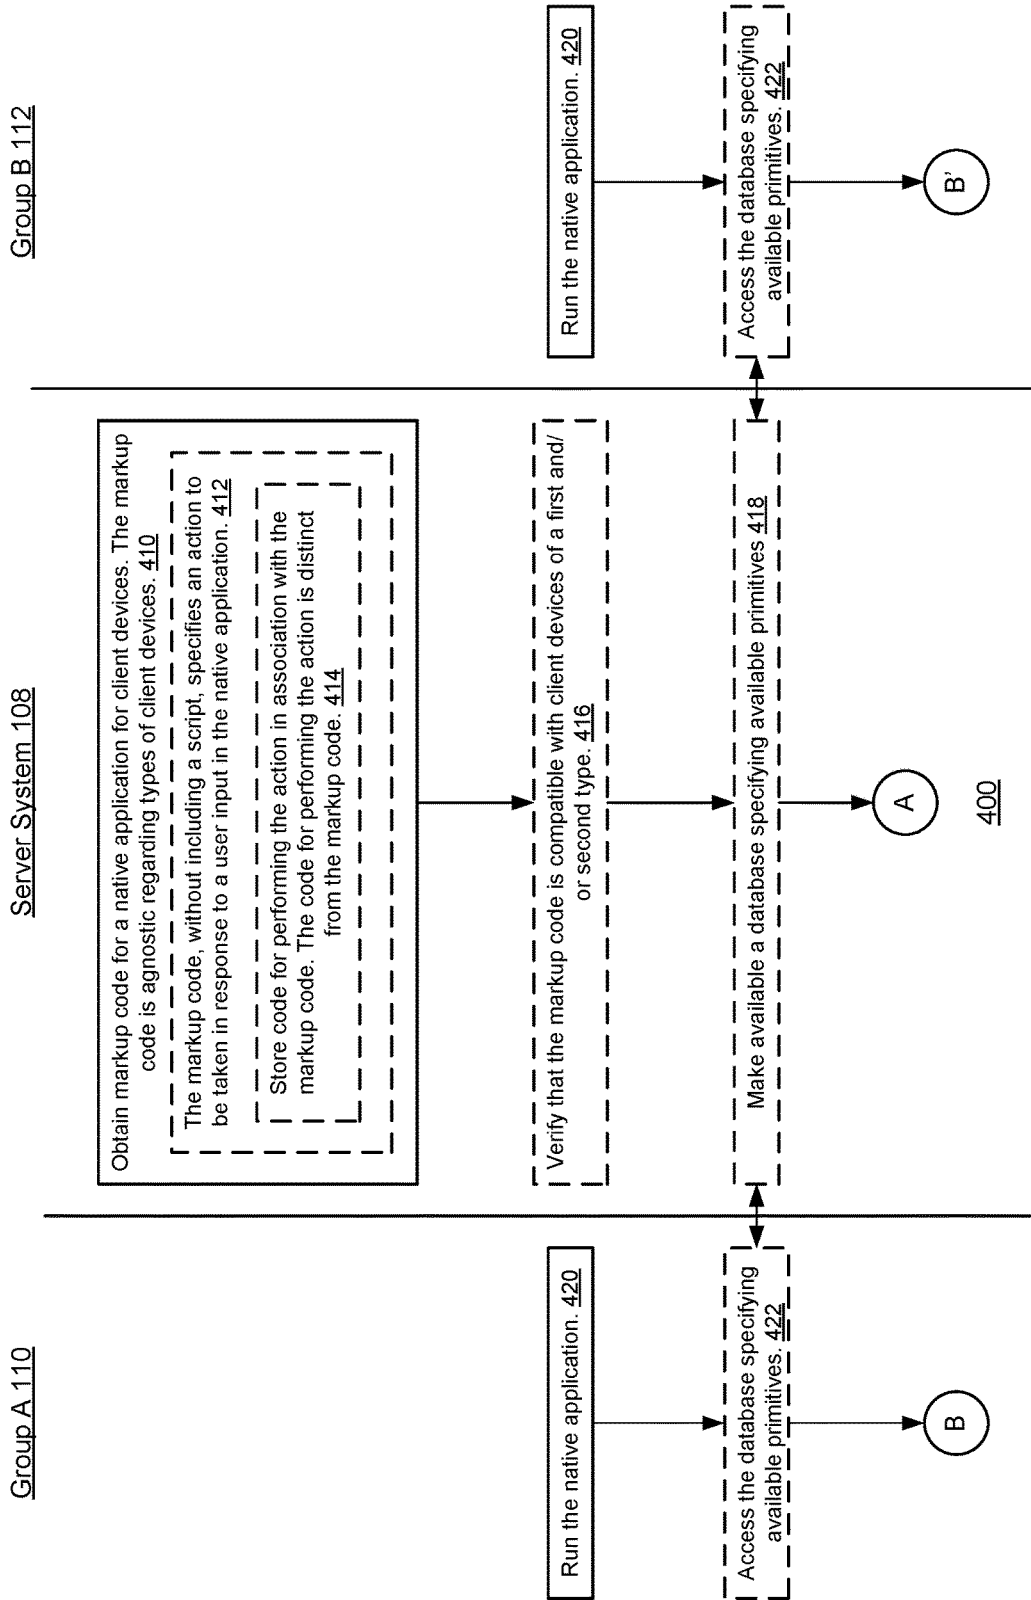 Group A 110
Server System 108
Group B 112
Obtain markup code for a native application for client devices. The markup
code is agnostic regarding types of client devices. 410
The markup code, without including a script, specifies an action to
be taken in response to a user input in the native application. 412
Store code for performing the action in association with the
markup code. The code for performing the action is distinct
from the markup code. 414
Run the native application. 420
Verify that the markup code is compatible with client devices of a first and/
or second type. 416
Run the native application. 420
Access the database specifying
available primitives. 422
Make available a database specifying available primitives 418
Access the database specifying
available primitives. 422
B
A
B'
400